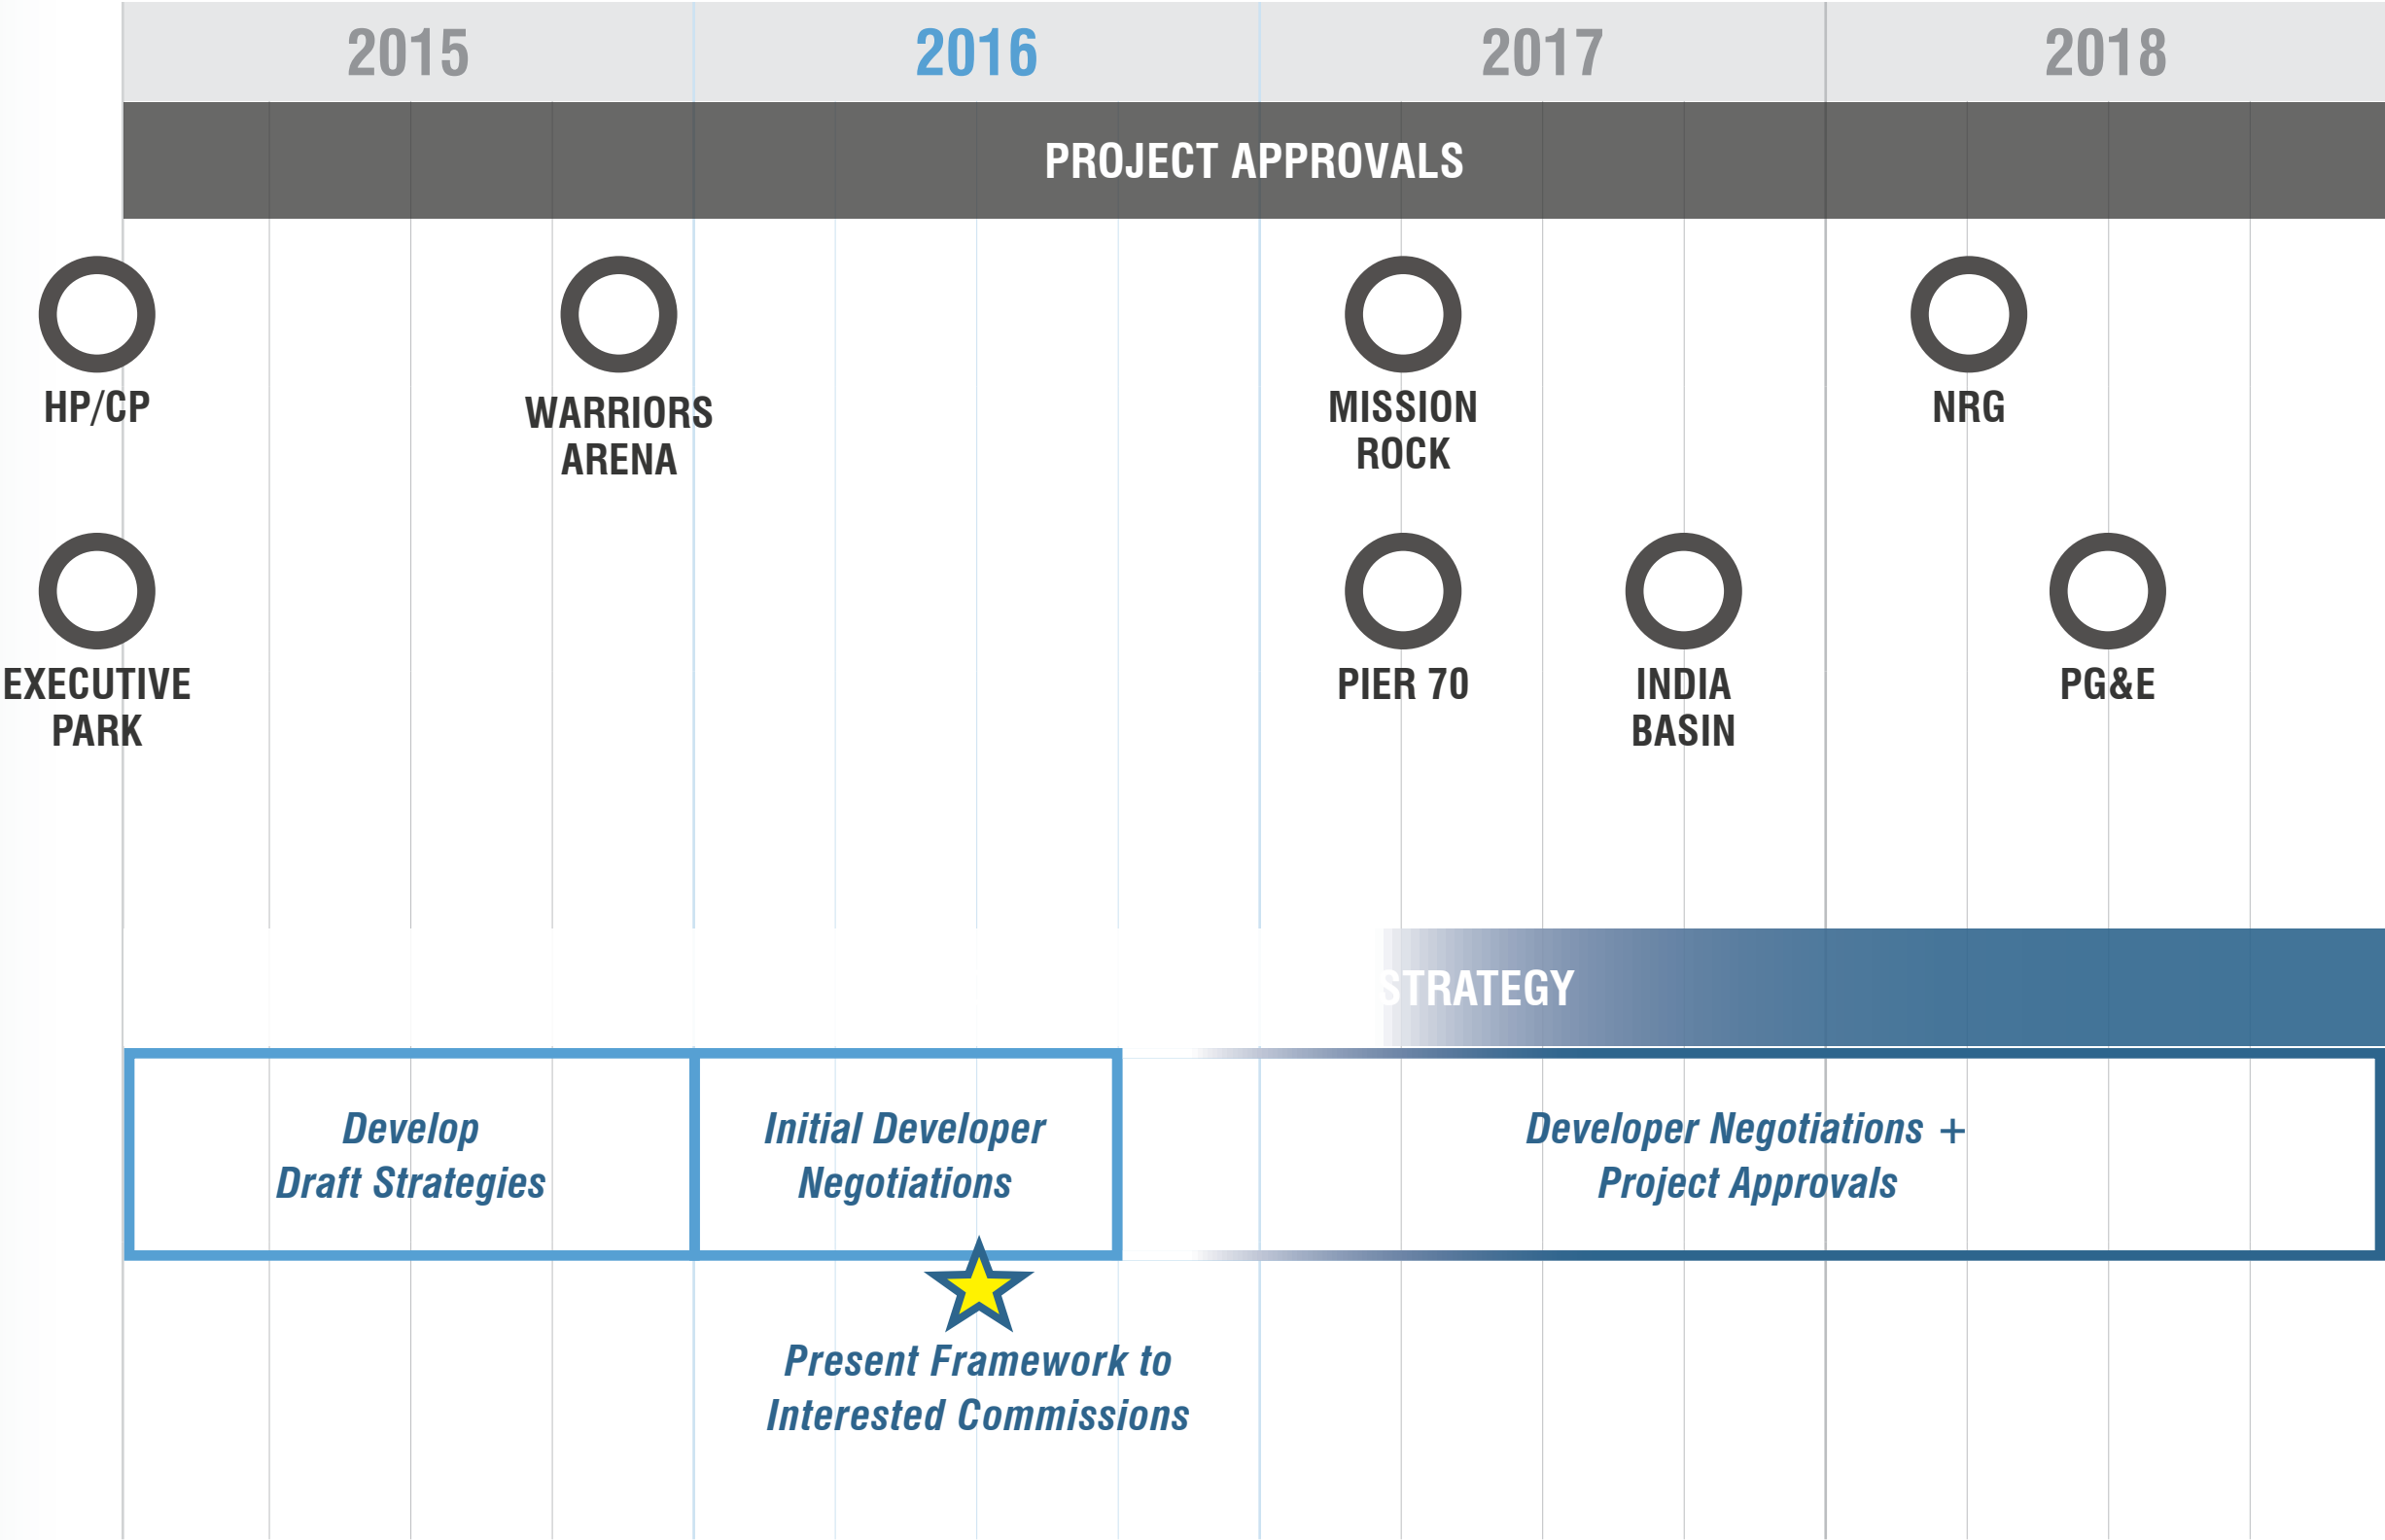 2015 2016 2017 2018
PROJECT APPROVALS
HP/CP
WARRIORS
ARENA
MISSION
ROCK
NRG
EXECUTIVE
PARK
PIER 70
INDIA
BASIN
PG&E
STRATEGY
Develop
Draft Strategies
Initial Developer
Negotiations
Developer Negotiations +
Project Approvals
Present Framework to
Interested Commissions